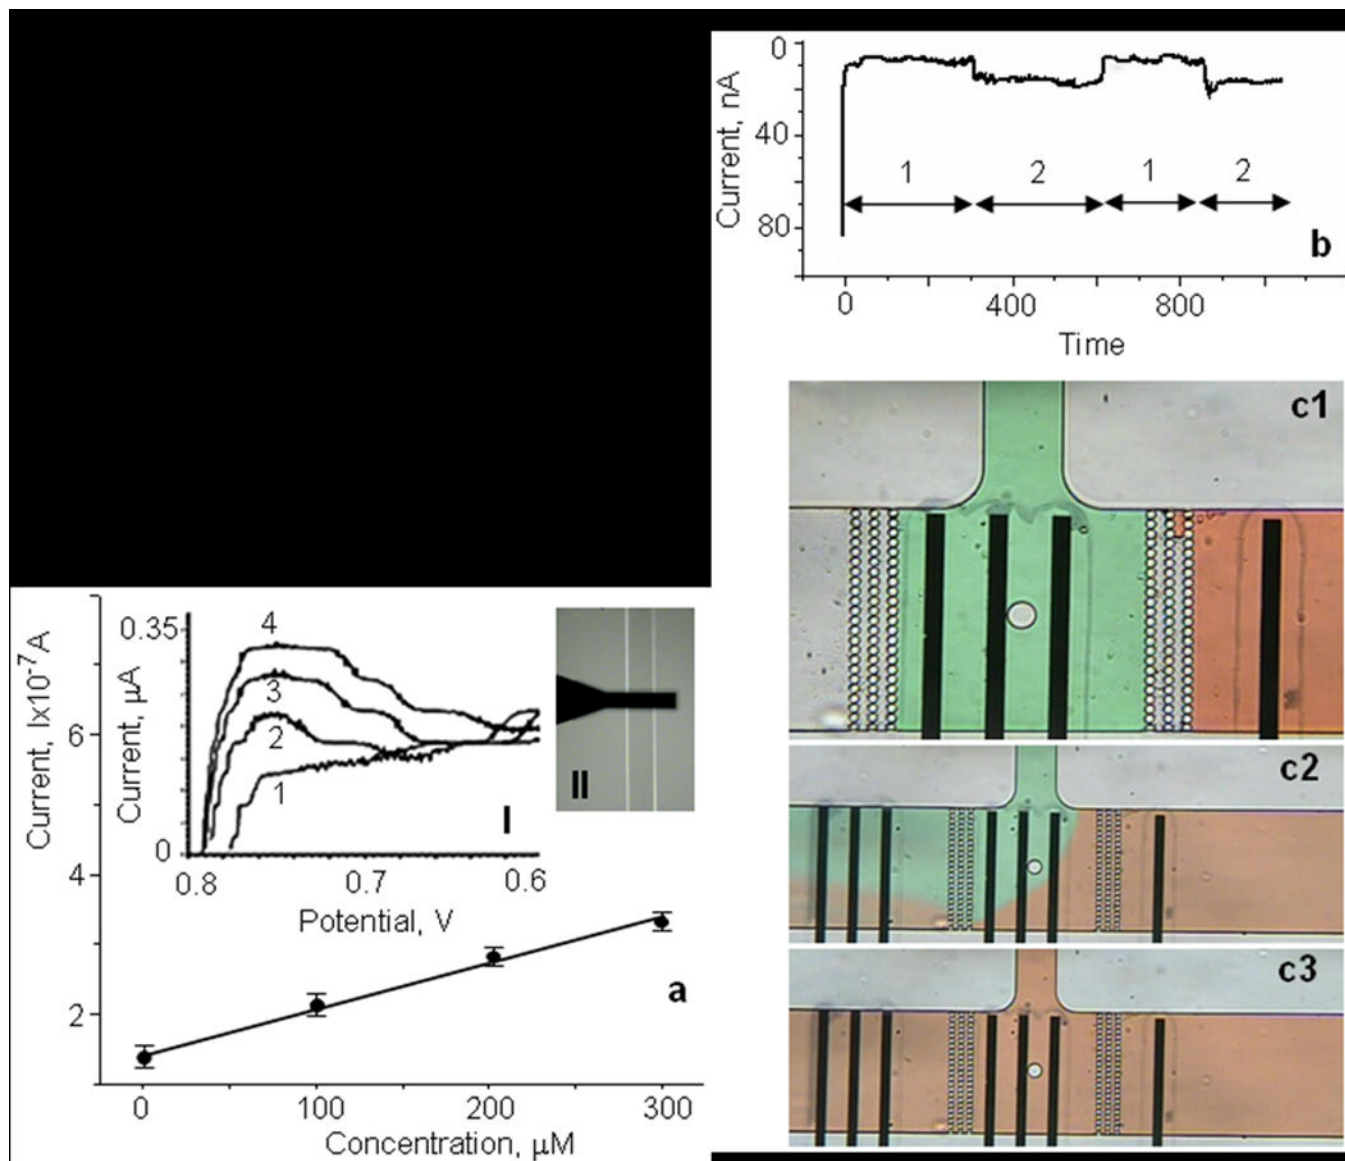 0
40
80
Current, nA
1
2
1
2
b
0
400
800
Time
c1
c2
c3
Current, Ix10⁻⁷A
6
4
2
0.35
0
Current, µA
4
3
2
1
I
II
0.8
0.7
0.6
Potential, V
a
0
100
200
300
Concentration, µM